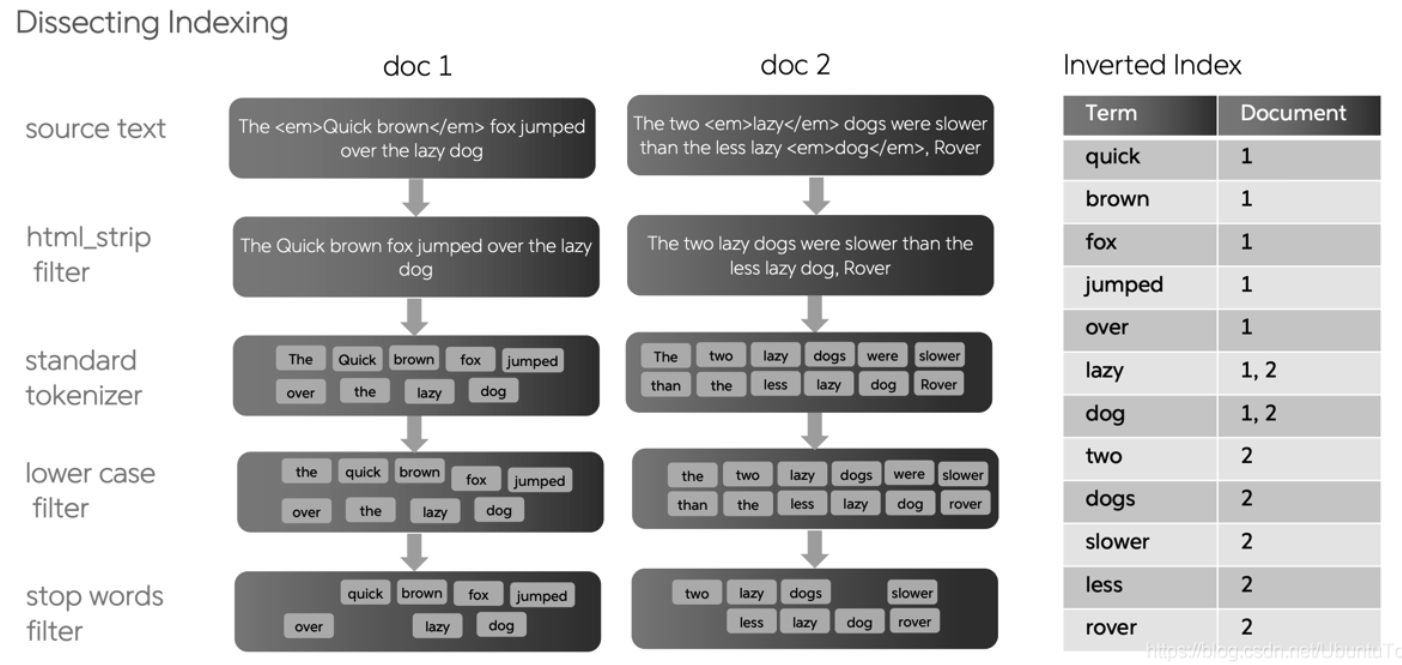 Dissecting Indexing
doc 1
doc 2
Inverted Index
source text
The <em>Quick brown</em> fox jumped
over the lazy dog
The two <em>lazy</em> dogs were slower
than the less lazy <em>dog</em>, Rover
html_strip
filter
The Quick brown fox jumped over the lazy
dog
The two lazy dogs were slower than the
less lazy dog, Rover
standard
tokenizer
The Quick brown fox jumped
over the lazy dog
The two lazy dogs were slower
than the less lazy dog Rover
lower case
filter
the quick brown fox jumped
over the lazy dog
the two lazy dogs were slower
than the less lazy dog rover
stop words
filter
quick brown fox jumped
over lazy dog
two lazy dogs slower
less lazy dog rover
Term Document
quick 1
brown 1
fox 1
jumped 1
over 1
lazy 1, 2
dog 1, 2
two 2
dogs 2
slower 2
less 2
rover 2
https://blog.csdn.net/UbuntuTo